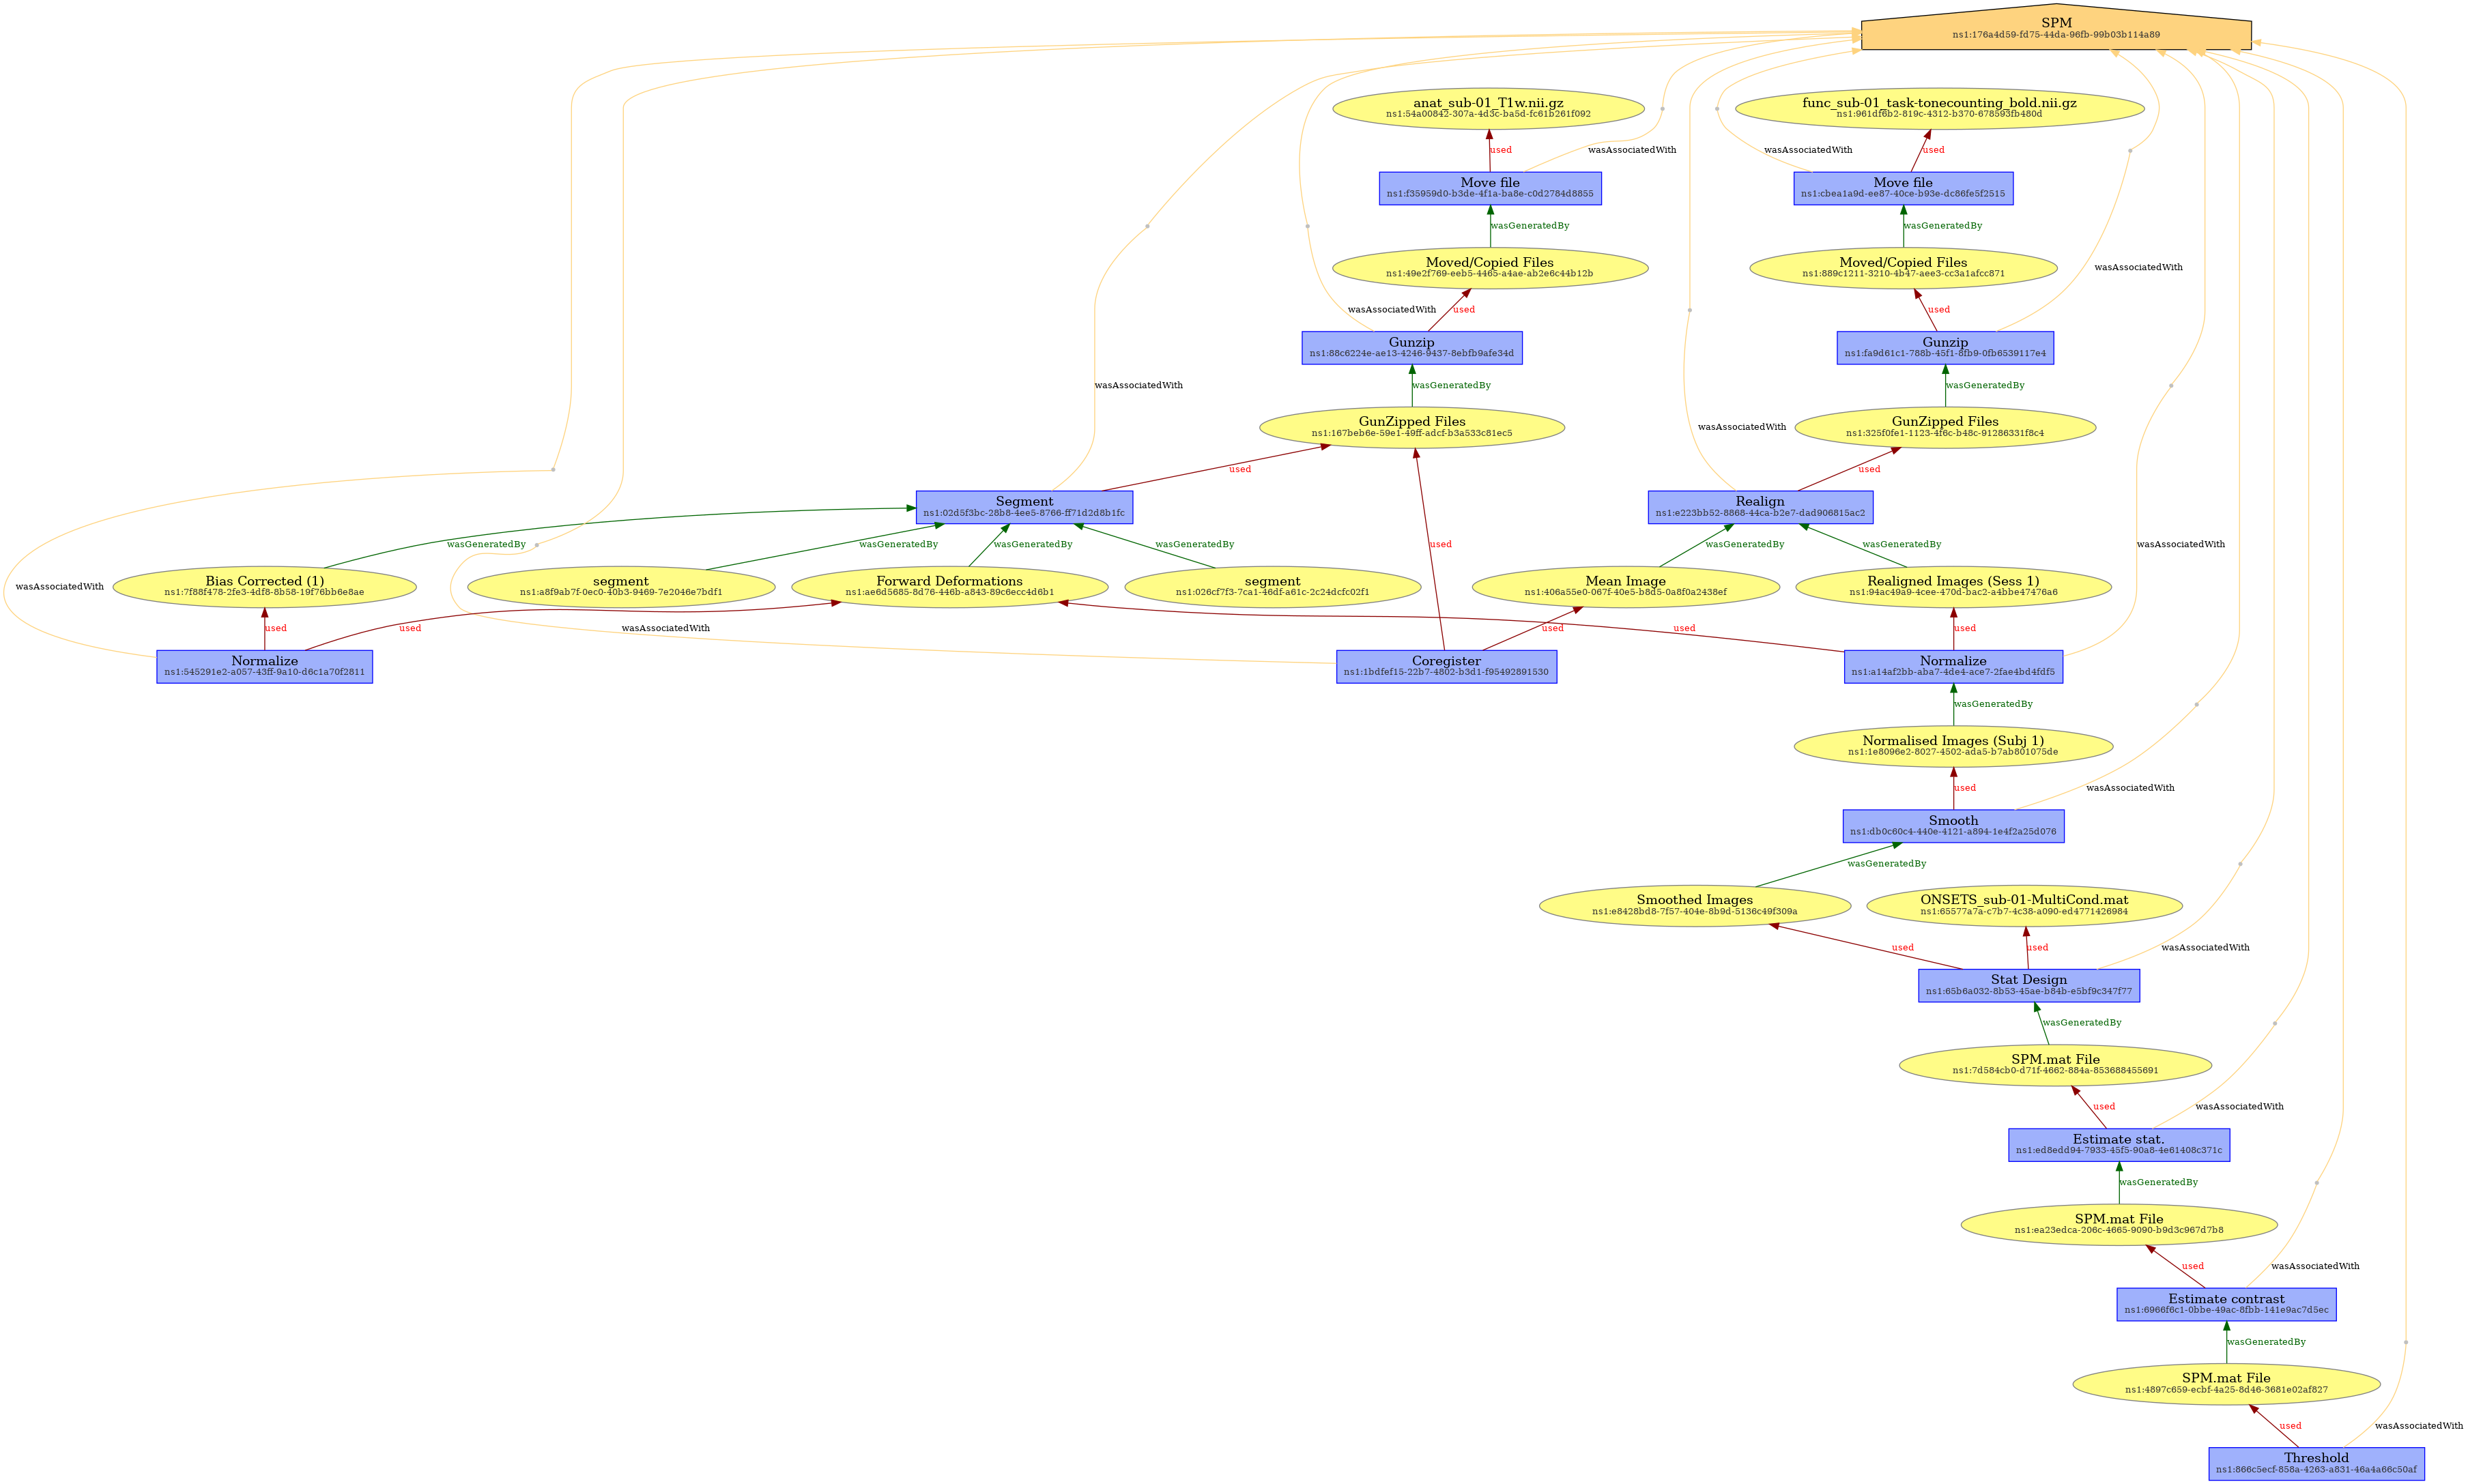 SPM
ns1:176a4d59-fd75-44da-96fb-99b03b114a89
anat_sub-01_T1w.nii.gz
ns1:54a00842-307a-4d3c-ba5d-fc61b261f092
func_sub-01_task-tonecounting_bold.nii.gz
ns1:961df6b2-819c-4312-b370-678593fb480d
used
wasAssociatedWith
wasAssociatedWith
used
Move file
ns1:f35959d0-b3de-4f1a-ba8e-c0d2784d8855
Move file
ns1:cbea1a9d-ee87-40ce-b93e-dc86fe5f2515
wasGeneratedBy
wasGeneratedBy
Moved/Copied Files
ns1:49e2f769-eeb5-4465-a4ae-ab2e6c44b12b
Moved/Copied Files
ns1:889c1211-3210-4b47-aee3-cc3a1afcc871
wasAssociatedWith
wasAssociatedWith
used
used
Gunzip
ns1:88c6224e-ae13-4246-9437-8ebfb9afe34d
Gunzip
ns1:fa9d61c1-788b-45f1-8fb9-0fb6539117e4
wasAssociatedWith
wasGeneratedBy
wasGeneratedBy
GunZipped Files
ns1:167beb6e-59e1-49ff-adcf-b3a533c81ec5
wasAssociatedWith
GunZipped Files
ns1:325f0fe1-1123-4f6c-b48c-91286331f8c4
used
used
Segment
ns1:02d5f3bc-28b8-4ee5-8766-ff71d2d8b1fc
Realign
ns1:e223bb52-8868-44ca-b2e7-dad906815ac2
wasGeneratedBy
wasGeneratedBy
wasGeneratedBy
wasGeneratedBy
used
wasGeneratedBy
wasGeneratedBy
wasAssociatedWith
wasAssociatedWith
Bias Corrected (1)
ns1:7f88f478-2fe3-4df8-8b58-19f76bb6e8ae
segment
ns1:a8f9ab7f-0ec0-40b3-9469-7e2046e7bdf1
Forward Deformations
ns1:ae6d5685-8d76-446b-a843-89c6ecc4d6b1
segment
ns1:026cf7f3-7ca1-46df-a61c-2c24dcfc02f1
Mean Image
ns1:406a55e0-067f-40e5-b8d5-0a8f0a2438ef
Realigned Images (Sess 1)
ns1:94ac49a9-4cee-470d-bac2-a4bbe47476a6
used
used
wasAssociatedWith
used
used
used
Normalize
ns1:545291e2-a057-43ff-9a10-d6c1a70f2811
Coregister
ns1:1bdfef15-22b7-4802-b3d1-f95492891530
Normalize
ns1:a14af2bb-aba7-4de4-ace7-2fae4bd4fdf5
wasGeneratedBy
Normalised Images (Subj 1)
ns1:1e8096e2-8027-4502-ada5-b7ab801075de
used
wasAssociatedWith
Smooth
ns1:db0c60c4-440e-4121-a894-1e4f2a25d076
wasGeneratedBy
Smoothed Images
ns1:e8428bd8-7f57-404e-8b9d-5136c49f309a
ONSETS_sub-01-MultiCond.mat
ns1:65577a7a-c7b7-4c38-a090-ed4771426984
used
used
wasAssociatedWith
Stat Design
ns1:65b6a032-8b53-45ae-b84b-e5bf9c347f77
wasGeneratedBy
SPM.mat File
ns1:7d584cb0-d71f-4662-884a-853688455691
used
wasAssociatedWith
Estimate stat.
ns1:ed8edd94-7933-45f5-90a8-4e61408c371c
wasGeneratedBy
SPM.mat File
ns1:ea23edca-206c-4665-9090-b9d3c967d7b8
used
wasAssociatedWith
Estimate contrast
ns1:6966f6c1-0bbe-49ac-8fbb-141e9ac7d5ec
wasGeneratedBy
SPM.mat File
ns1:4897c659-ecbf-4a25-8d46-3681e02af827
used
wasAssociatedWith
Threshold
ns1:866c5ecf-858a-4263-a831-46a4a66c50af